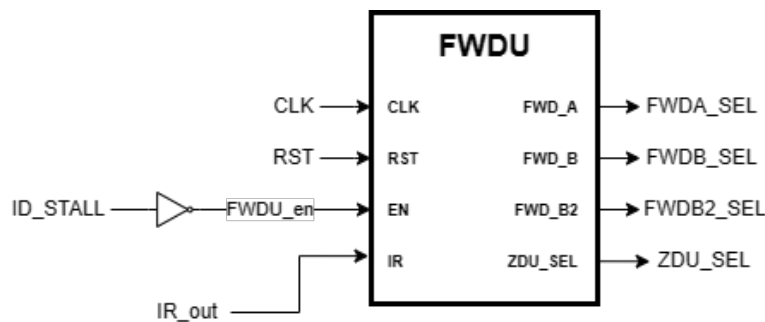 FWDU
CLK CLK FWD_A FWDA_SEL
RST RST FWD_B FWDB_SEL
ID_STALL FWDU_en EN FWD_B2 FWDB2_SEL
IR ZDU_SEL ZDU_SEL
IR_out